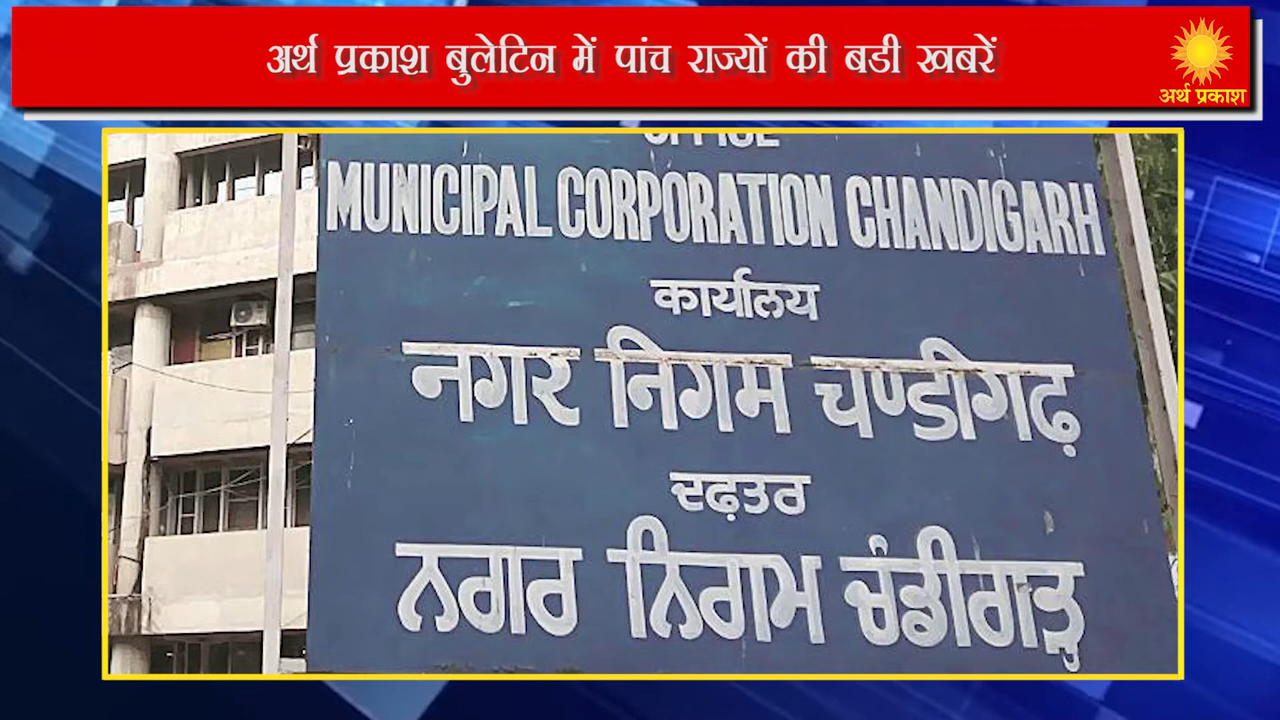 अर्थ प्रकाश बुलेटिन में पांच राज्यों की बडी खबरें
अर्थ प्रकाश
OFFICE
MUNICIPAL CORPORATION CHANDIGARH
कार्यालय
नगर निगम चण्डीगढ़
ਦਫ਼ਤਰ
ਨਗਰ ਨਿਗਮ ਚੰਡੀਗੜ੍ਹ